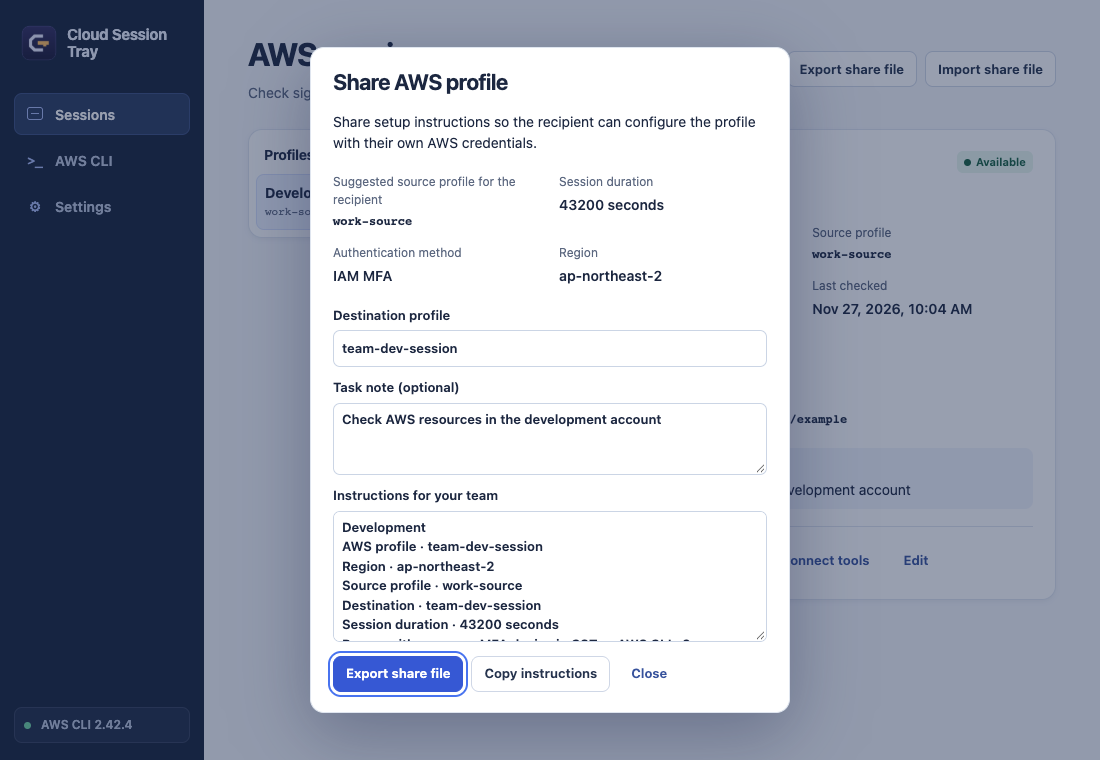 Cloud Session
Tray
Sessions
>_ AWS CLI
Settings
AWS CLI 2.42.4
AWS
Check sig
Export share file
Import share file
Profiles
Develo
work-so
Available
Source profile
work-source
Last checked
Nov 27, 2026, 10:04 AM
/example
velopment account
onnect tools
Edit
Share AWS profile
Share setup instructions so the recipient can configure the profile
with their own AWS credentials.
Suggested source profile for the
recipient
work-source
Session duration
43200 seconds
Authentication method
IAM MFA
Region
ap-northeast-2
Destination profile
team-dev-session
Task note (optional)
Check AWS resources in the development account
Instructions for your team
Development
AWS profile · team-dev-session
Region · ap-northeast-2
Source profile · work-source
Destination · team-dev-session
Session duration · 43200 seconds
Export share file
Copy instructions
Close